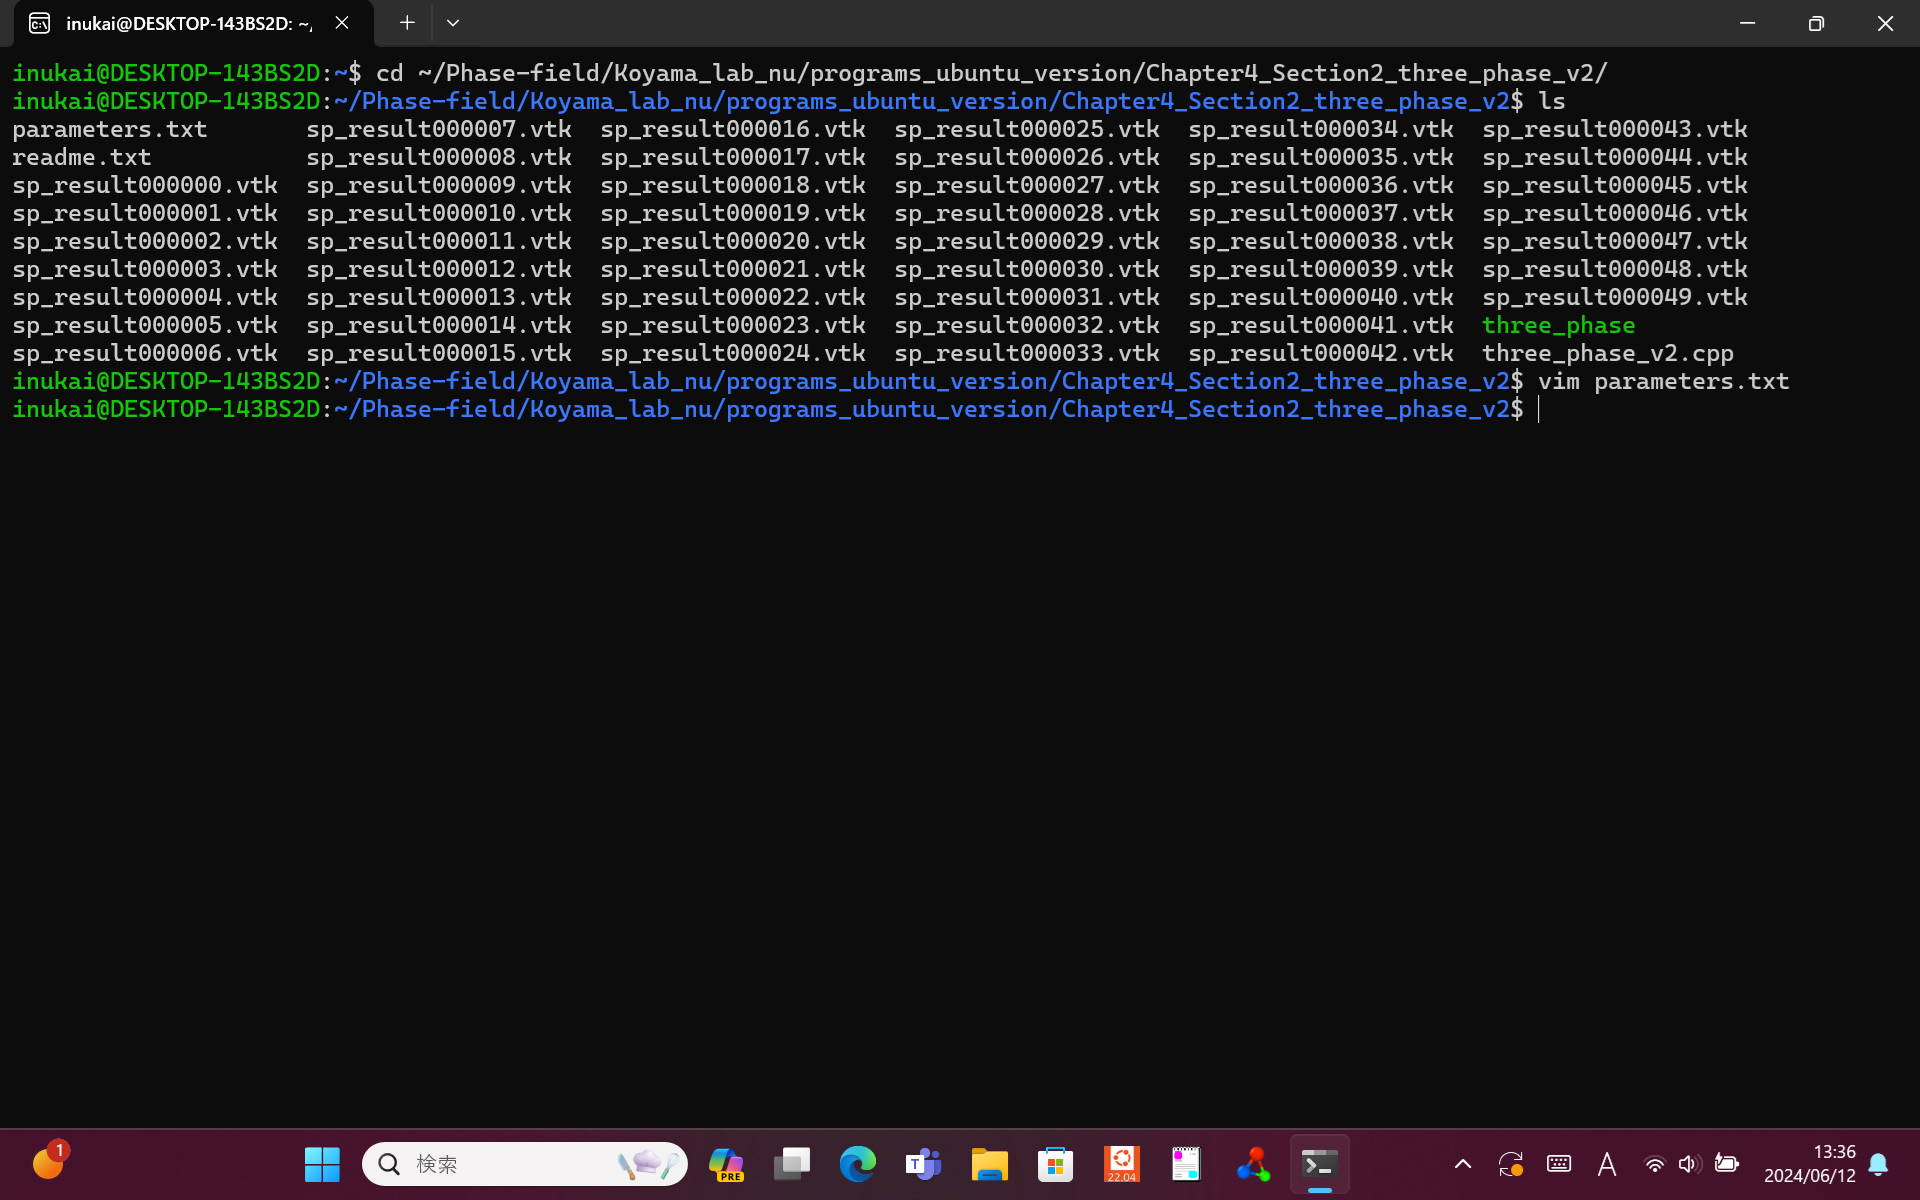 inukai@DESKTOP-143BS2D: ~,
inukai@DESKTOP-143BS2D:~$ cd ~/Phase-field/Koyama_lab_nu/programs_ubuntu_version/Chapter4_Section2_three_phase_v2/
inukai@DESKTOP-143BS2D:~/Phase-field/Koyama_lab_nu/programs_ubuntu_version/Chapter4_Section2_three_phase_v2$ ls
parameters.txt sp_result000007.vtk sp_result000016.vtk sp_result000025.vtk sp_result000034.vtk sp_result000043.vtk
readme.txt sp_result000008.vtk sp_result000017.vtk sp_result000026.vtk sp_result000035.vtk sp_result000044.vtk
sp_result000000.vtk sp_result000009.vtk sp_result000018.vtk sp_result000027.vtk sp_result000036.vtk sp_result000045.vtk
sp_result000001.vtk sp_result000010.vtk sp_result000019.vtk sp_result000028.vtk sp_result000037.vtk sp_result000046.vtk
sp_result000002.vtk sp_result000011.vtk sp_result000020.vtk sp_result000029.vtk sp_result000038.vtk sp_result000047.vtk
sp_result000003.vtk sp_result000012.vtk sp_result000021.vtk sp_result000030.vtk sp_result000039.vtk sp_result000048.vtk
sp_result000004.vtk sp_result000013.vtk sp_result000022.vtk sp_result000031.vtk sp_result000040.vtk sp_result000049.vtk
sp_result000005.vtk sp_result000014.vtk sp_result000023.vtk sp_result000032.vtk sp_result000041.vtk three_phase
sp_result000006.vtk sp_result000015.vtk sp_result000024.vtk sp_result000033.vtk sp_result000042.vtk three_phase_v2.cpp
inukai@DESKTOP-143BS2D:~/Phase-field/Koyama_lab_nu/programs_ubuntu_version/Chapter4_Section2_three_phase_v2$ vim parameters.txt
inukai@DESKTOP-143BS2D:~/Phase-field/Koyama_lab_nu/programs_ubuntu_version/Chapter4_Section2_three_phase_v2$
1
検索
PRE
T
22.04
A
13:36
2024/06/12